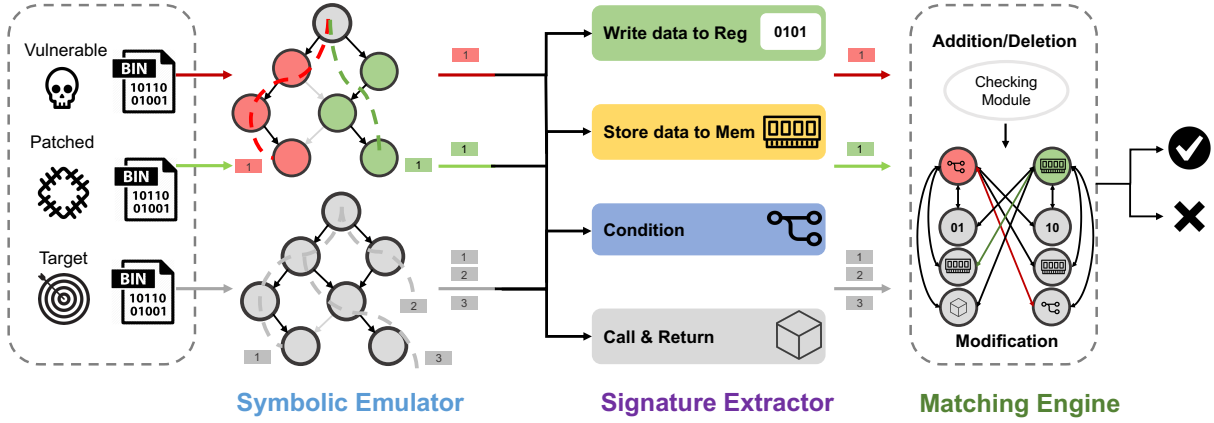 Vulnerable
BIN
10110
01001
Patched
BIN
10110
01001
Target
BIN
10110
01001
1
1
1
2
3
Symbolic Emulator
1
1
1
2
3
Write data to Reg
0101
Store data to Mem
Condition
Call & Return
Signature Extractor
1
1
1
2
3
Addition/Deletion
Checking
Module
01
10
Modification
Matching Engine